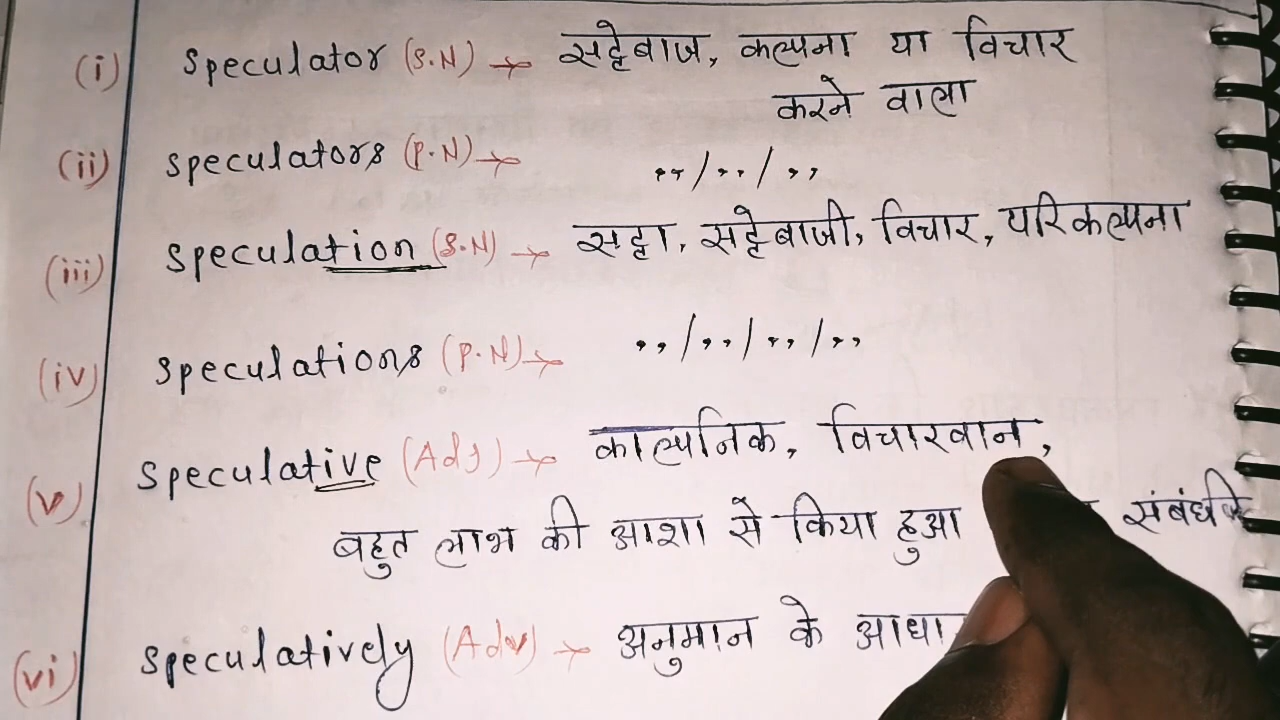 (i) Speculator (S.N) → सट्टेबाज, कल्पना या विचार
करने वाला
(ii) Speculators (P.N) → ,, / ,, / ,,
(iii) Speculation (S.N) → सट्टा, सट्टेबाजी, विचार, परिकल्पना
(iv) Speculations (P.N) → ,, / ,, / ,, / ,,
(v) Speculative (Adj) → काल्पनिक, विचारवान,
बहुत लाभ की आशा से किया हुआ
(vi) Speculatively (Adv) → अनुमान के